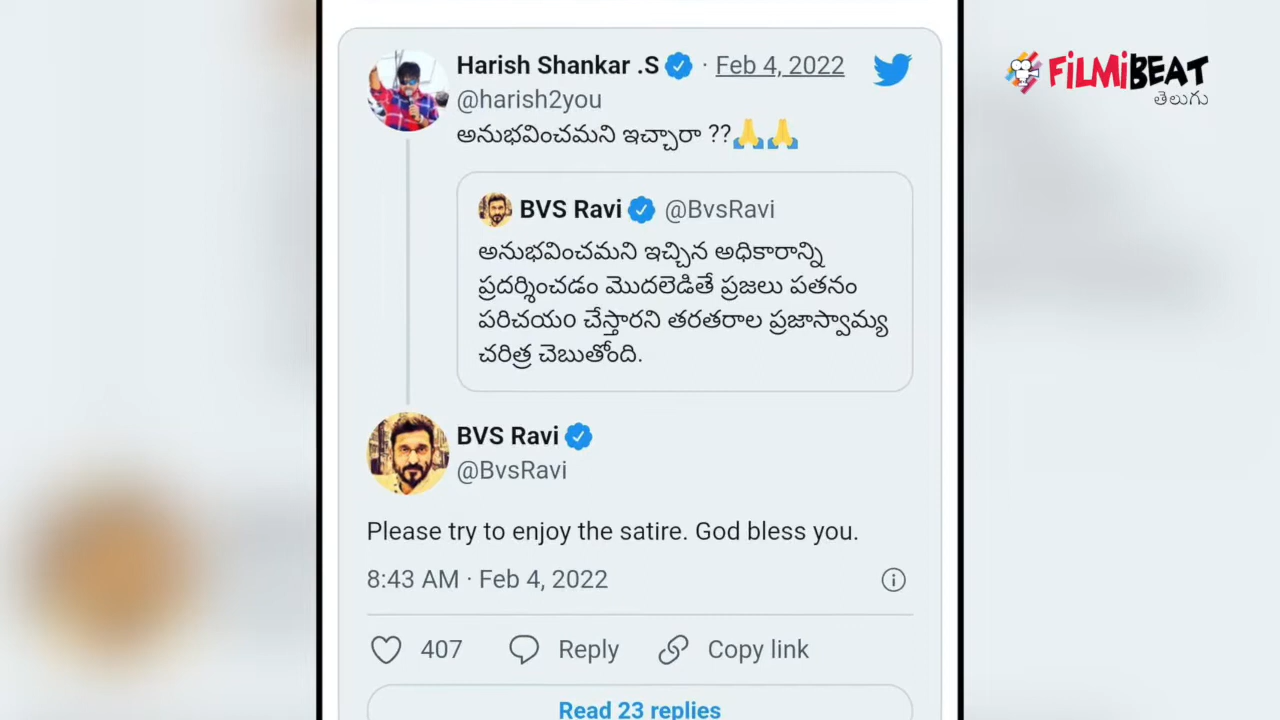 Harish Shankar .S · Feb 4, 2022
FiLMiBEAT
తెలుగు
@harish2you
అనుభవించమని ఇచ్చారా ??🙏🙏
BVS Ravi @BvsRavi
అనుభవించమని ఇచ్చిన అధికారాన్ని
ప్రదర్శించడం మొదలెడితే ప్రజలు పతనం
పరిచయం చేస్తారని తరతరాల ప్రజాస్వామ్య
చరిత్ర చెబుతోంది.
BVS Ravi
@BvsRavi
Please try to enjoy the satire. God bless you.
8:43 AM · Feb 4, 2022
407 Reply Copy link
Read 23 replies